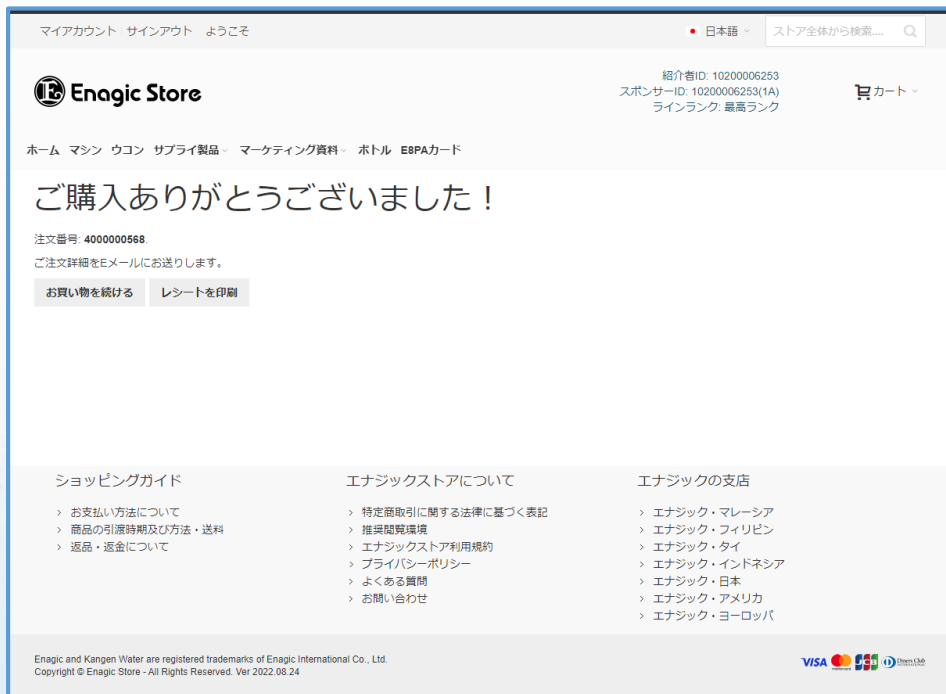 マイアカウント サインアウト ようこそ
日本語
ストア全体から検索....
Enagic Store
紹介者ID: 10200006253
スポンサーID: 10200006253(1A)
ラインランク: 最高ランク
カート
ホーム マシン ウコン サプライ製品 マーケティング資料 ボトル E8PAカード
ご購入ありがとうございました！
注文番号: 4000000568.
ご注文詳細をEメールにお送りします。
お買い物を続ける レシートを印刷
ショッピングガイド
お支払い方法について
商品の引渡時期及び方法・送料
返品・返金について
エナジックストアについて
特定商取引に関する法律に基づく表記
推奨閲覧環境
エナジックストア利用規約
プライバシーポリシー
よくある質問
お問い合わせ
エナジックの支店
エナジック・マレーシア
エナジック・フィリピン
エナジック・タイ
エナジック・インドネシア
エナジック・日本
エナジック・アメリカ
エナジック・ヨーロッパ
Enagic and Kangen Water are registered trademarks of Enagic International Co., Ltd.
Copyright © Enagic Store - All Rights Reserved. Ver 2022.08.24
VISA mastercard JCB Diners Club INTERNATIONAL